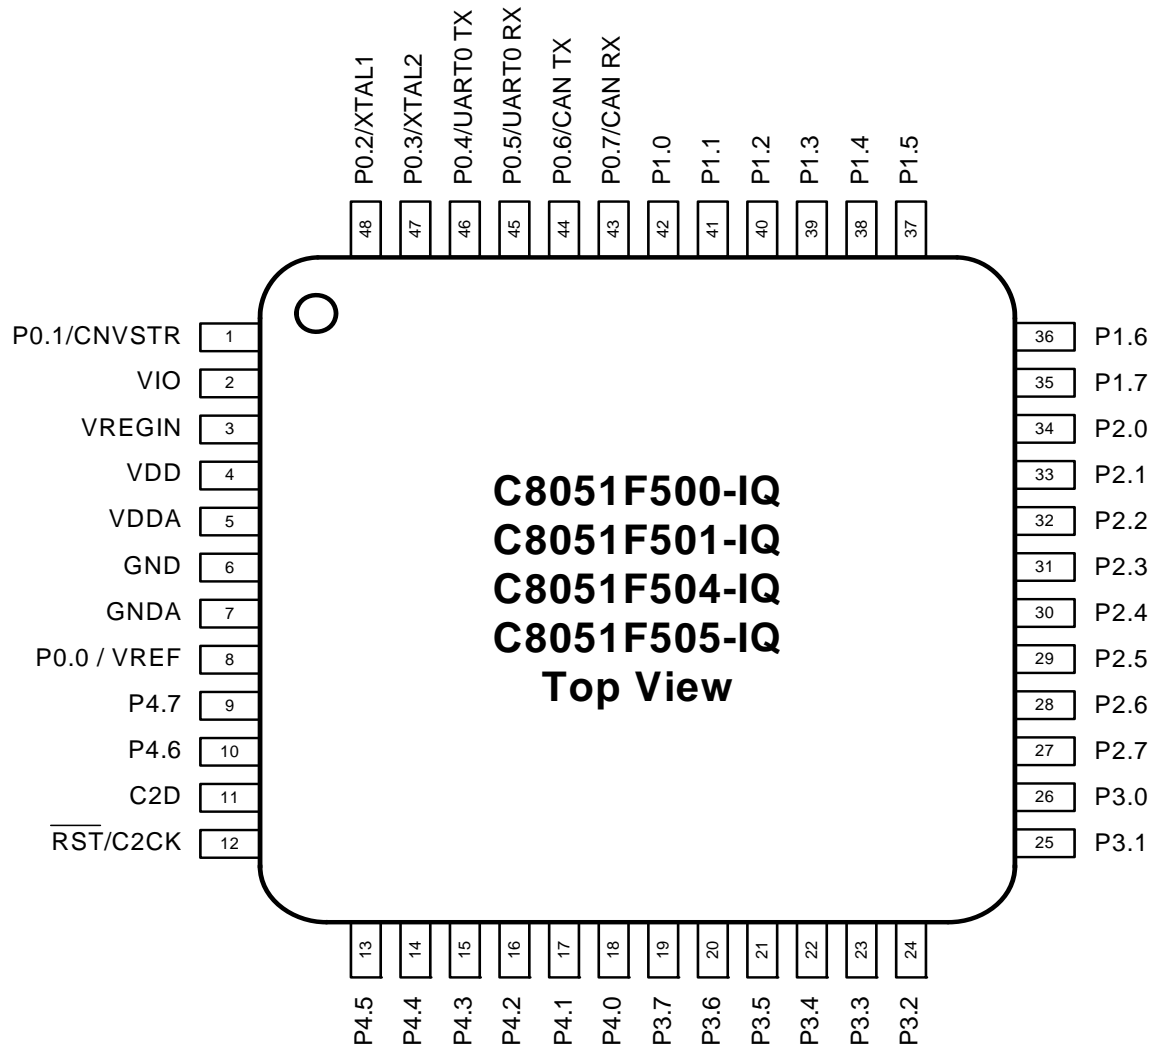 P0.2/XTAL1
P0.3/XTAL2
P0.4/UART0 TX
P0.5/UART0 RX
P0.6/CAN TX
P0.7/CAN RX
P1.0
P1.1
P1.2
P1.3
P1.4
P1.5
48
47
46
45
44
43
42
41
40
39
38
37
P0.1/CNVSTR 1
VIO 2
VREGIN 3
VDD 4
VDDA 5
GND 6
GNDA 7
P0.0 / VREF 8
P4.7 9
P4.6 10
C2D 11
RST/C2CK 12
C8051F500-IQ
C8051F501-IQ
C8051F504-IQ
C8051F505-IQ
Top View
36 P1.6
35 P1.7
34 P2.0
33 P2.1
32 P2.2
31 P2.3
30 P2.4
29 P2.5
28 P2.6
27 P2.7
26 P3.0
25 P3.1
13
14
15
16
17
18
19
20
21
22
23
24
P4.5
P4.4
P4.3
P4.2
P4.1
P4.0
P3.7
P3.6
P3.5
P3.4
P3.3
P3.2